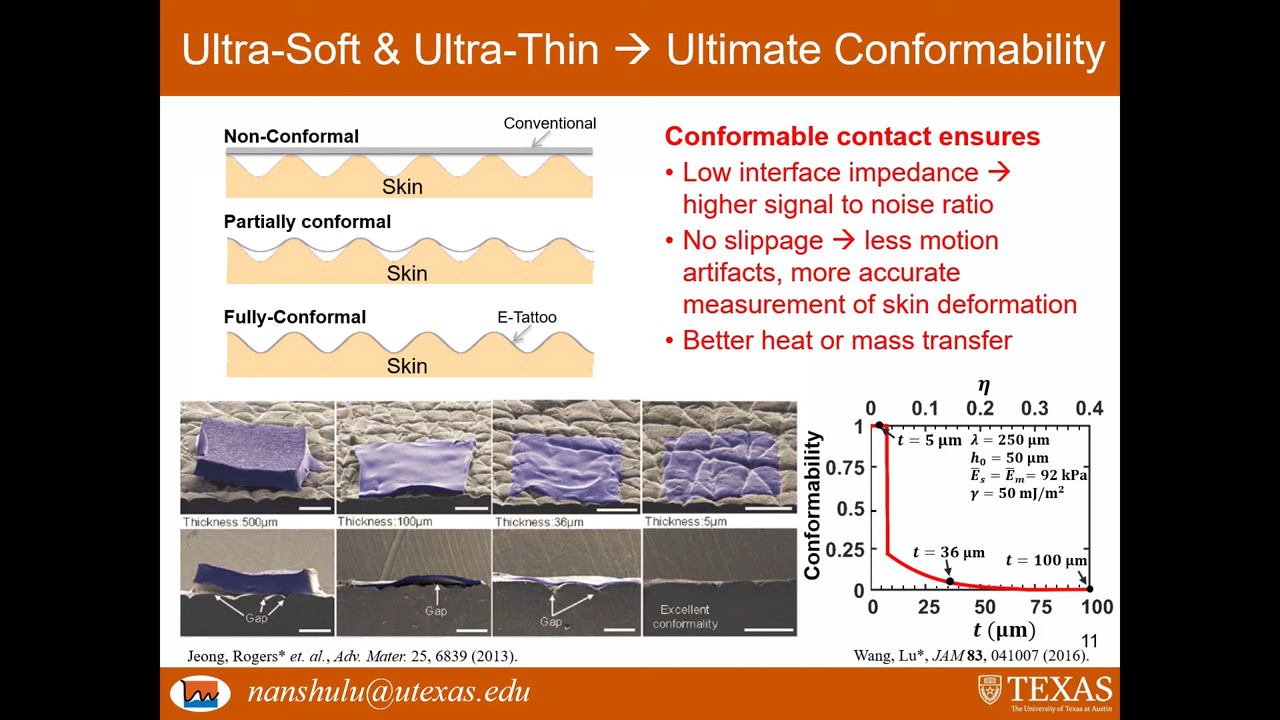 Ultra-Soft & Ultra-Thin → Ultimate Conformability
Non-Conformal
Conventional
Skin
Partially conformal
Skin
Fully-Conformal
E-Tattoo
Skin
Conformable contact ensures
• Low interface impedance →
higher signal to noise ratio
• No slippage → less motion
artifacts, more accurate
measurement of skin deformation
• Better heat or mass transfer
Thickness:500μm
Thickness:100μm
Thickness:36μm
Thickness:5μm
Gap
Gap
Gap
Excellent
conformality
Jeong, Rogers* et. al., Adv. Mater. 25, 6839 (2013).
η
0 0.1 0.2 0.3 0.4
Conformability
1
0.75
0.5
0.25
0
t = 5 μm
λ = 250 μm
h₀ = 50 μm
E̅ₛ = E̅ₘ= 92 kPa
γ = 50 mJ/m²
t = 36 μm
t = 100 μm
0 25 50 75 100
t (μm)
11
Wang, Lu*, JAM 83, 041007 (2016).
nanshulu@utexas.edu
TEXAS
The University of Texas at Austin